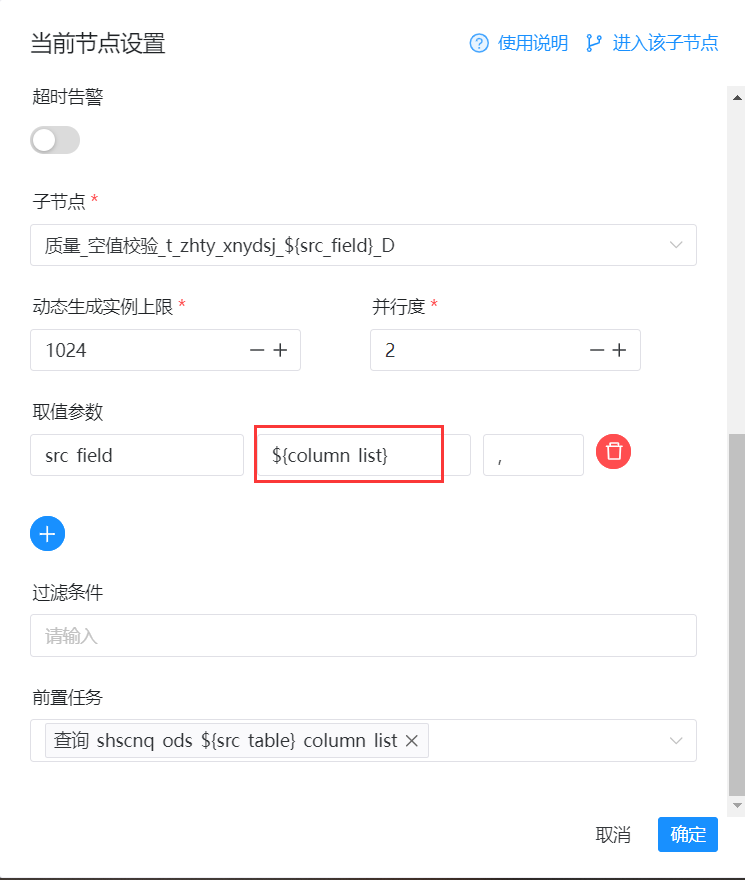 当前节点设置
使用说明 进入该子节点
超时告警
子节点 *
质量_空值校验_t_zhty_xnydsj_${src_field}_D
动态生成实例上限 * 并行度 *
1024 2
取值参数
src field ${column list} ,
过滤条件
请输入
前置任务
查询 shscnq ods ${src table} column list
取消 确定